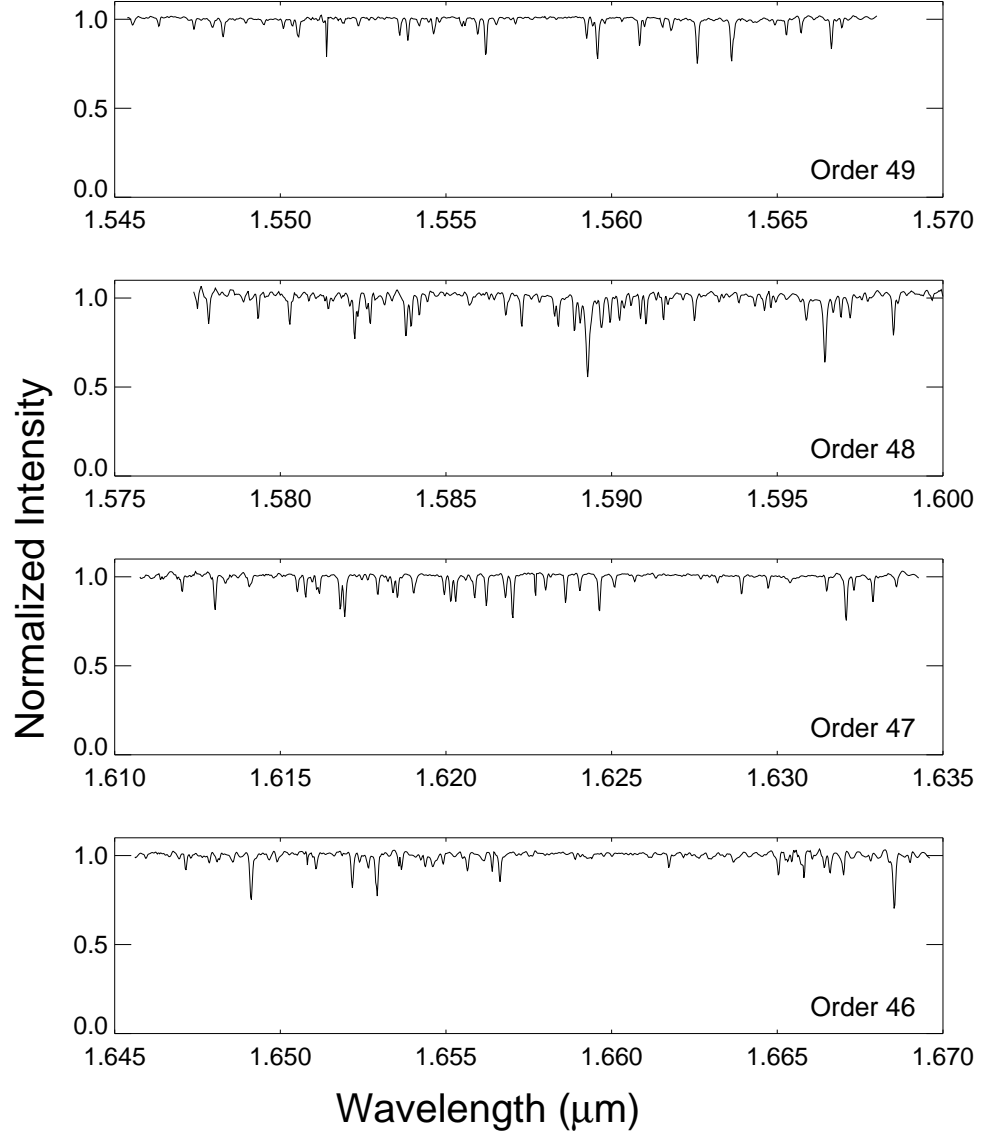 1.0
0.5
0.0
Order 49
1.545 1.550 1.555 1.560 1.565 1.570
1.0
0.5
0.0
Order 48
1.575 1.580 1.585 1.590 1.595 1.600
1.0
0.5
0.0
Order 47
1.610 1.615 1.620 1.625 1.630 1.635
1.0
0.5
0.0
Order 46
1.645 1.650 1.655 1.660 1.665 1.670
Normalized Intensity
Wavelength (μm)